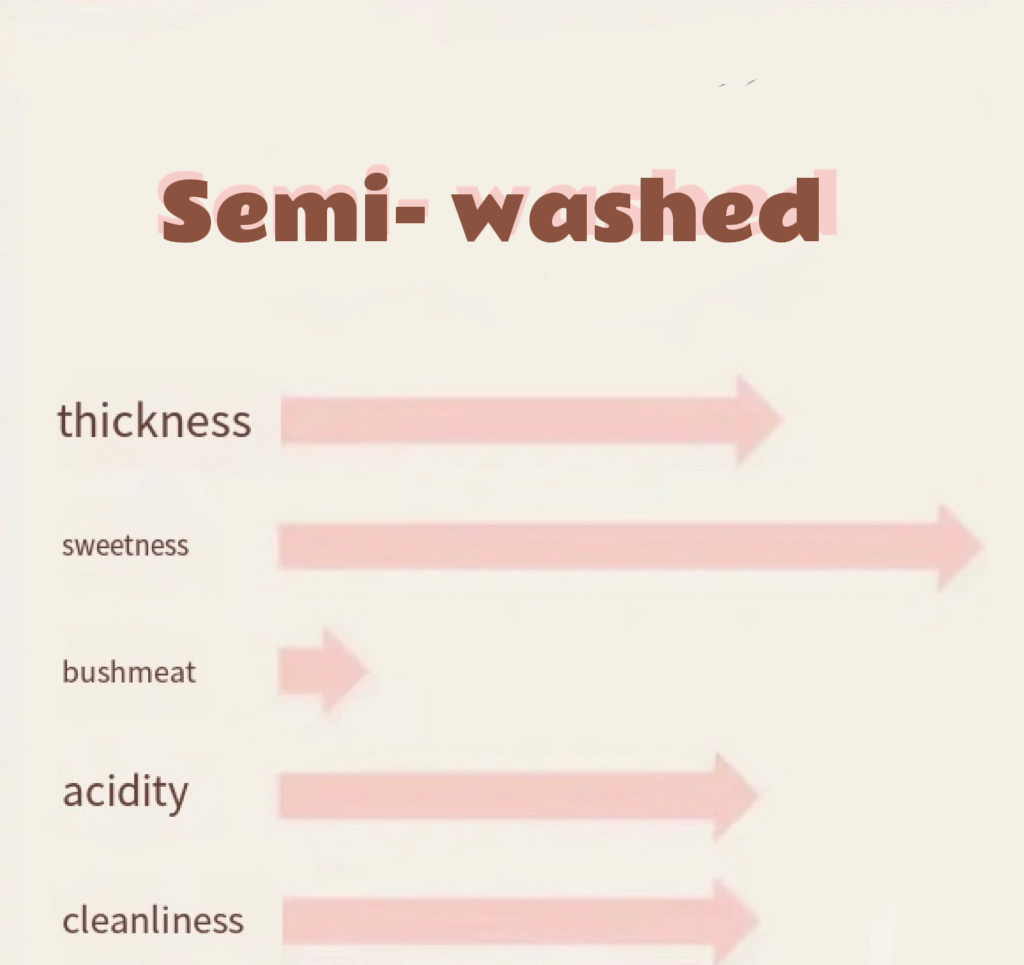 Semi- washed
thickness
sweetness
bushmeat
acidity
cleanliness